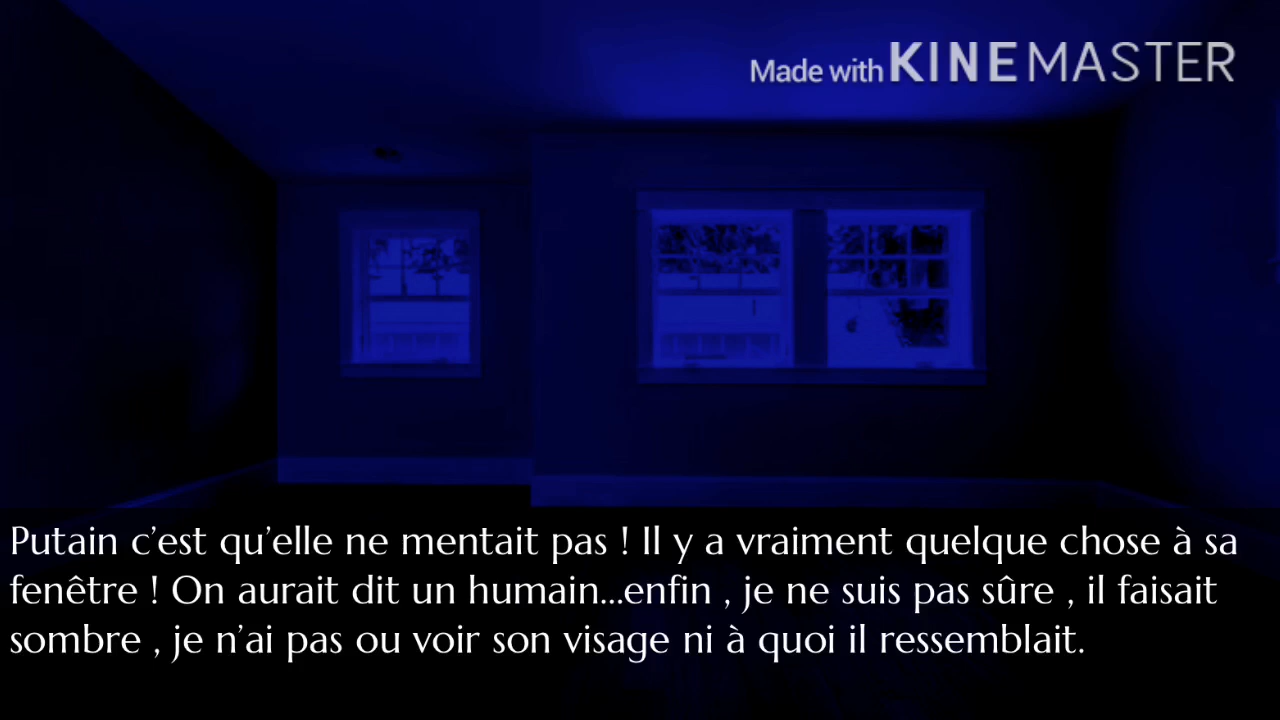 Made with KINEMASTER
Putain c’est qu’elle ne mentait pas ! Il y a vraiment quelque chose à sa
fenêtre ! On aurait dit un humain...enfin , je ne suis pas sûre , il faisait
sombre , je n’ai pas ou voir son visage ni à quoi il ressemblait.